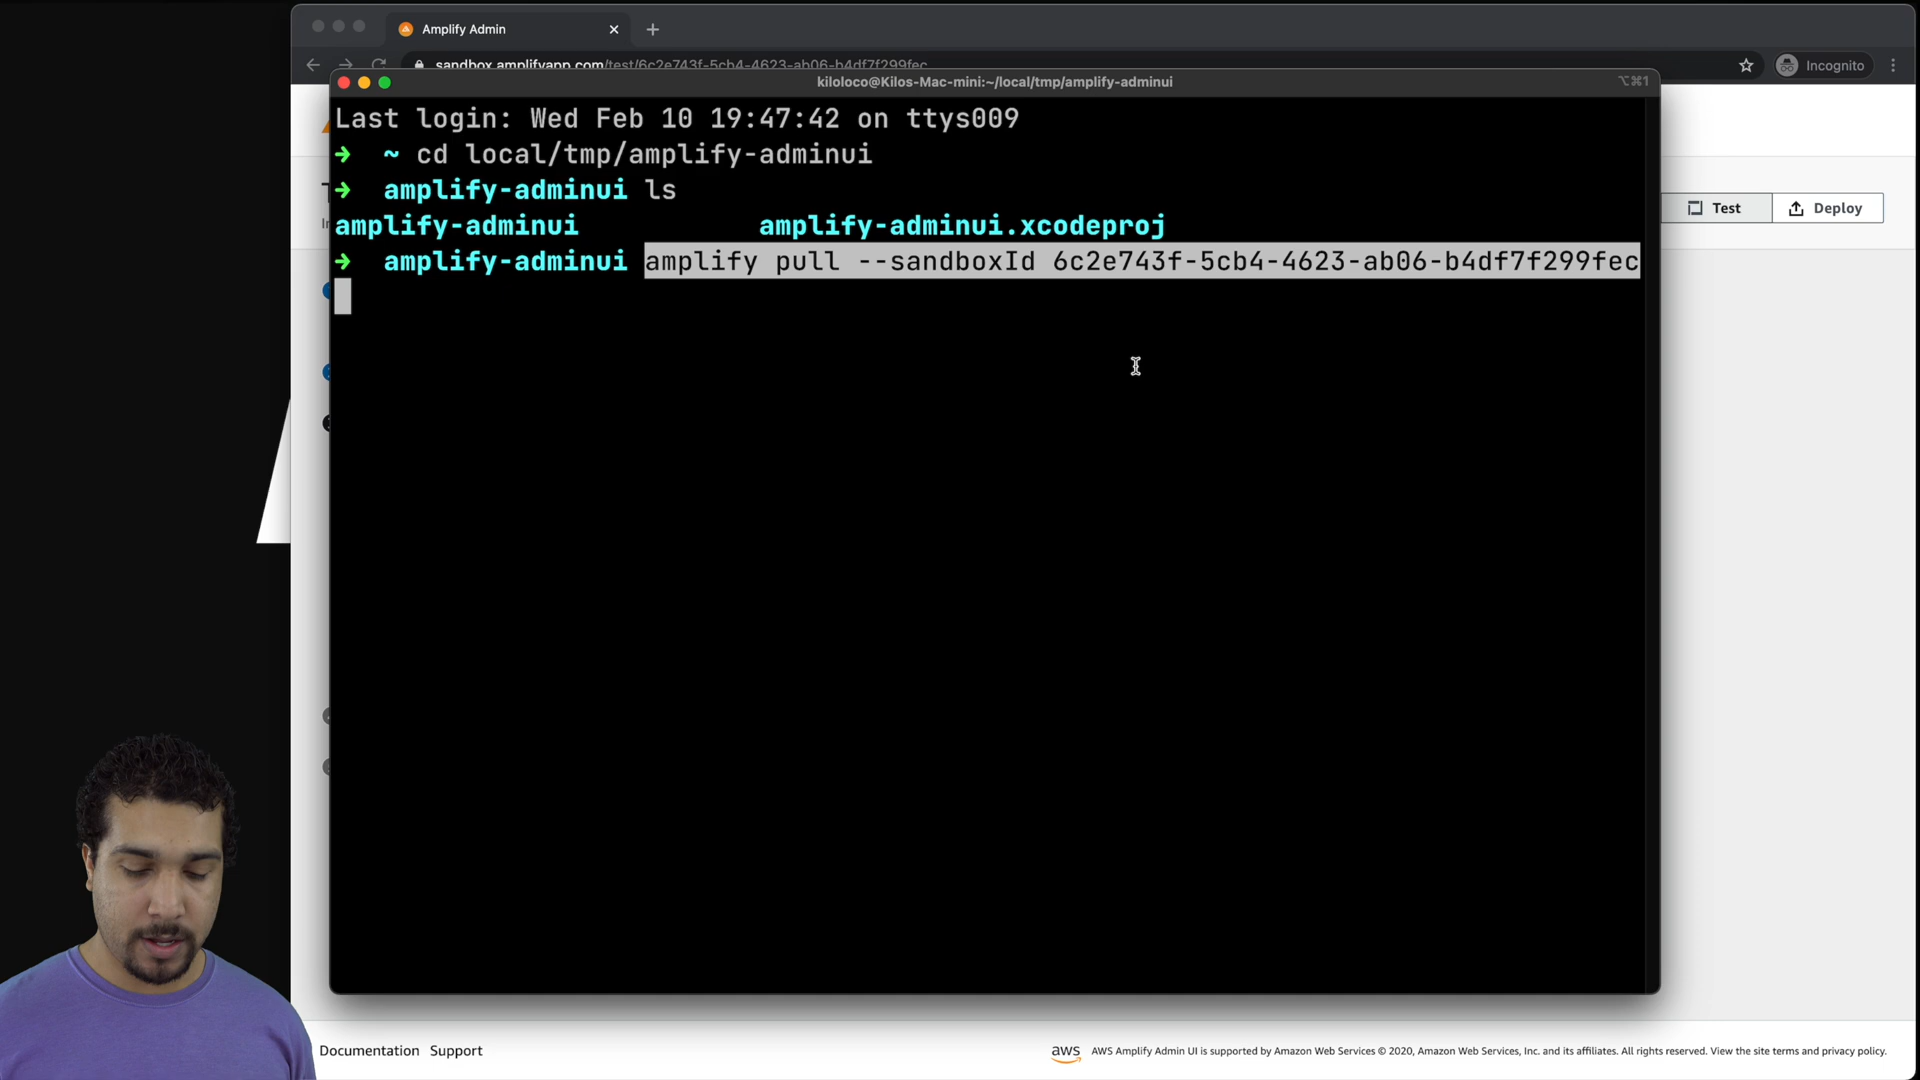 Amplify Admin
sandbox.amplifyapp.com/test/6c2e743f-5cb4-4623-ab06-b4df7f299fec
Incognito
kiloloco@Kilos-Mac-mini:~/local/tmp/amplify-adminui
⌥⌘1
Last login: Wed Feb 10 19:47:42 on ttys009
➜ ~ cd local/tmp/amplify-adminui
➜ amplify-adminui ls
amplify-adminui amplify-adminui.xcodeproj
➜ amplify-adminui amplify pull --sandboxId 6c2e743f-5cb4-4623-ab06-b4df7f299fec
Test
Deploy
Documentation Support
aws AWS Amplify Admin UI is supported by Amazon Web Services © 2020, Amazon Web Services, Inc. and its affiliates. All rights reserved. View the site terms and privacy policy.